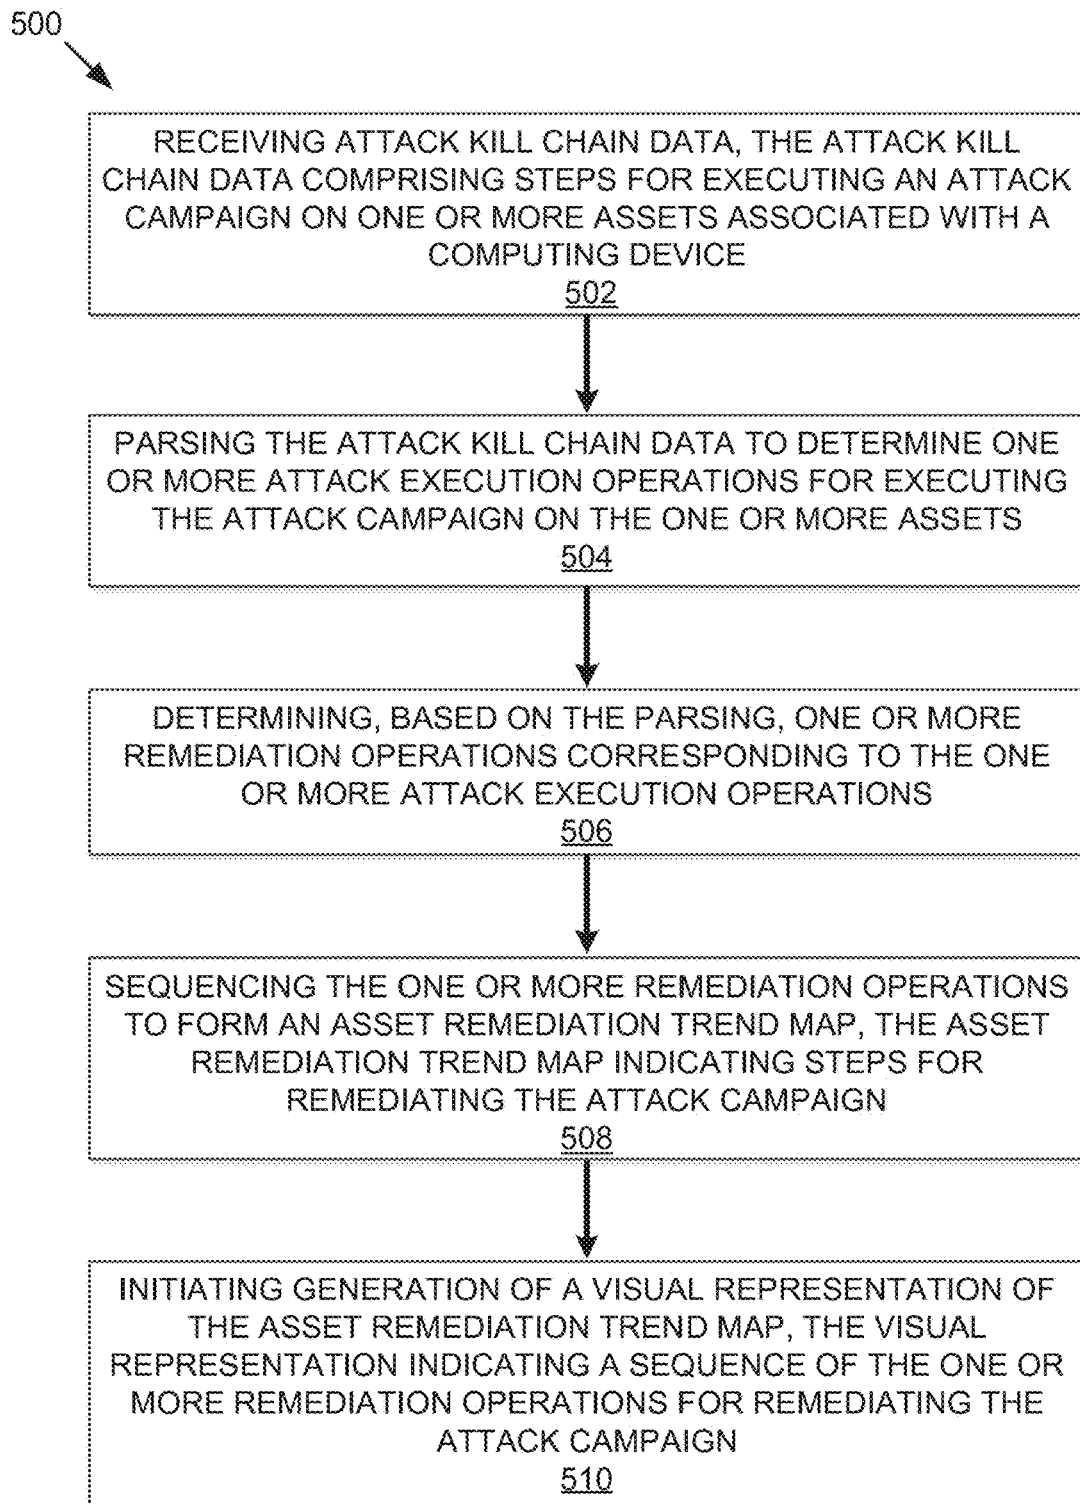 500
RECEIVING ATTACK KILL CHAIN DATA, THE ATTACK KILL
CHAIN DATA COMPRISING STEPS FOR EXECUTING AN ATTACK
CAMPAIGN ON ONE OR MORE ASSETS ASSOCIATED WITH A
COMPUTING DEVICE
502
PARSING THE ATTACK KILL CHAIN DATA TO DETERMINE ONE
OR MORE ATTACK EXECUTION OPERATIONS FOR EXECUTING
THE ATTACK CAMPAIGN ON THE ONE OR MORE ASSETS
504
DETERMINING, BASED ON THE PARSING, ONE OR MORE
REMEDIATION OPERATIONS CORRESPONDING TO THE ONE
OR MORE ATTACK EXECUTION OPERATIONS
506
SEQUENCING THE ONE OR MORE REMEDIATION OPERATIONS
TO FORM AN ASSET REMEDIATION TREND MAP, THE ASSET
REMEDIATION TREND MAP INDICATING STEPS FOR
REMEDIATING THE ATTACK CAMPAIGN
508
INITIATING GENERATION OF A VISUAL REPRESENTATION OF
THE ASSET REMEDIATION TREND MAP, THE VISUAL
REPRESENTATION INDICATING A SEQUENCE OF THE ONE OR
MORE REMEDIATION OPERATIONS FOR REMEDIATING THE
ATTACK CAMPAIGN
510